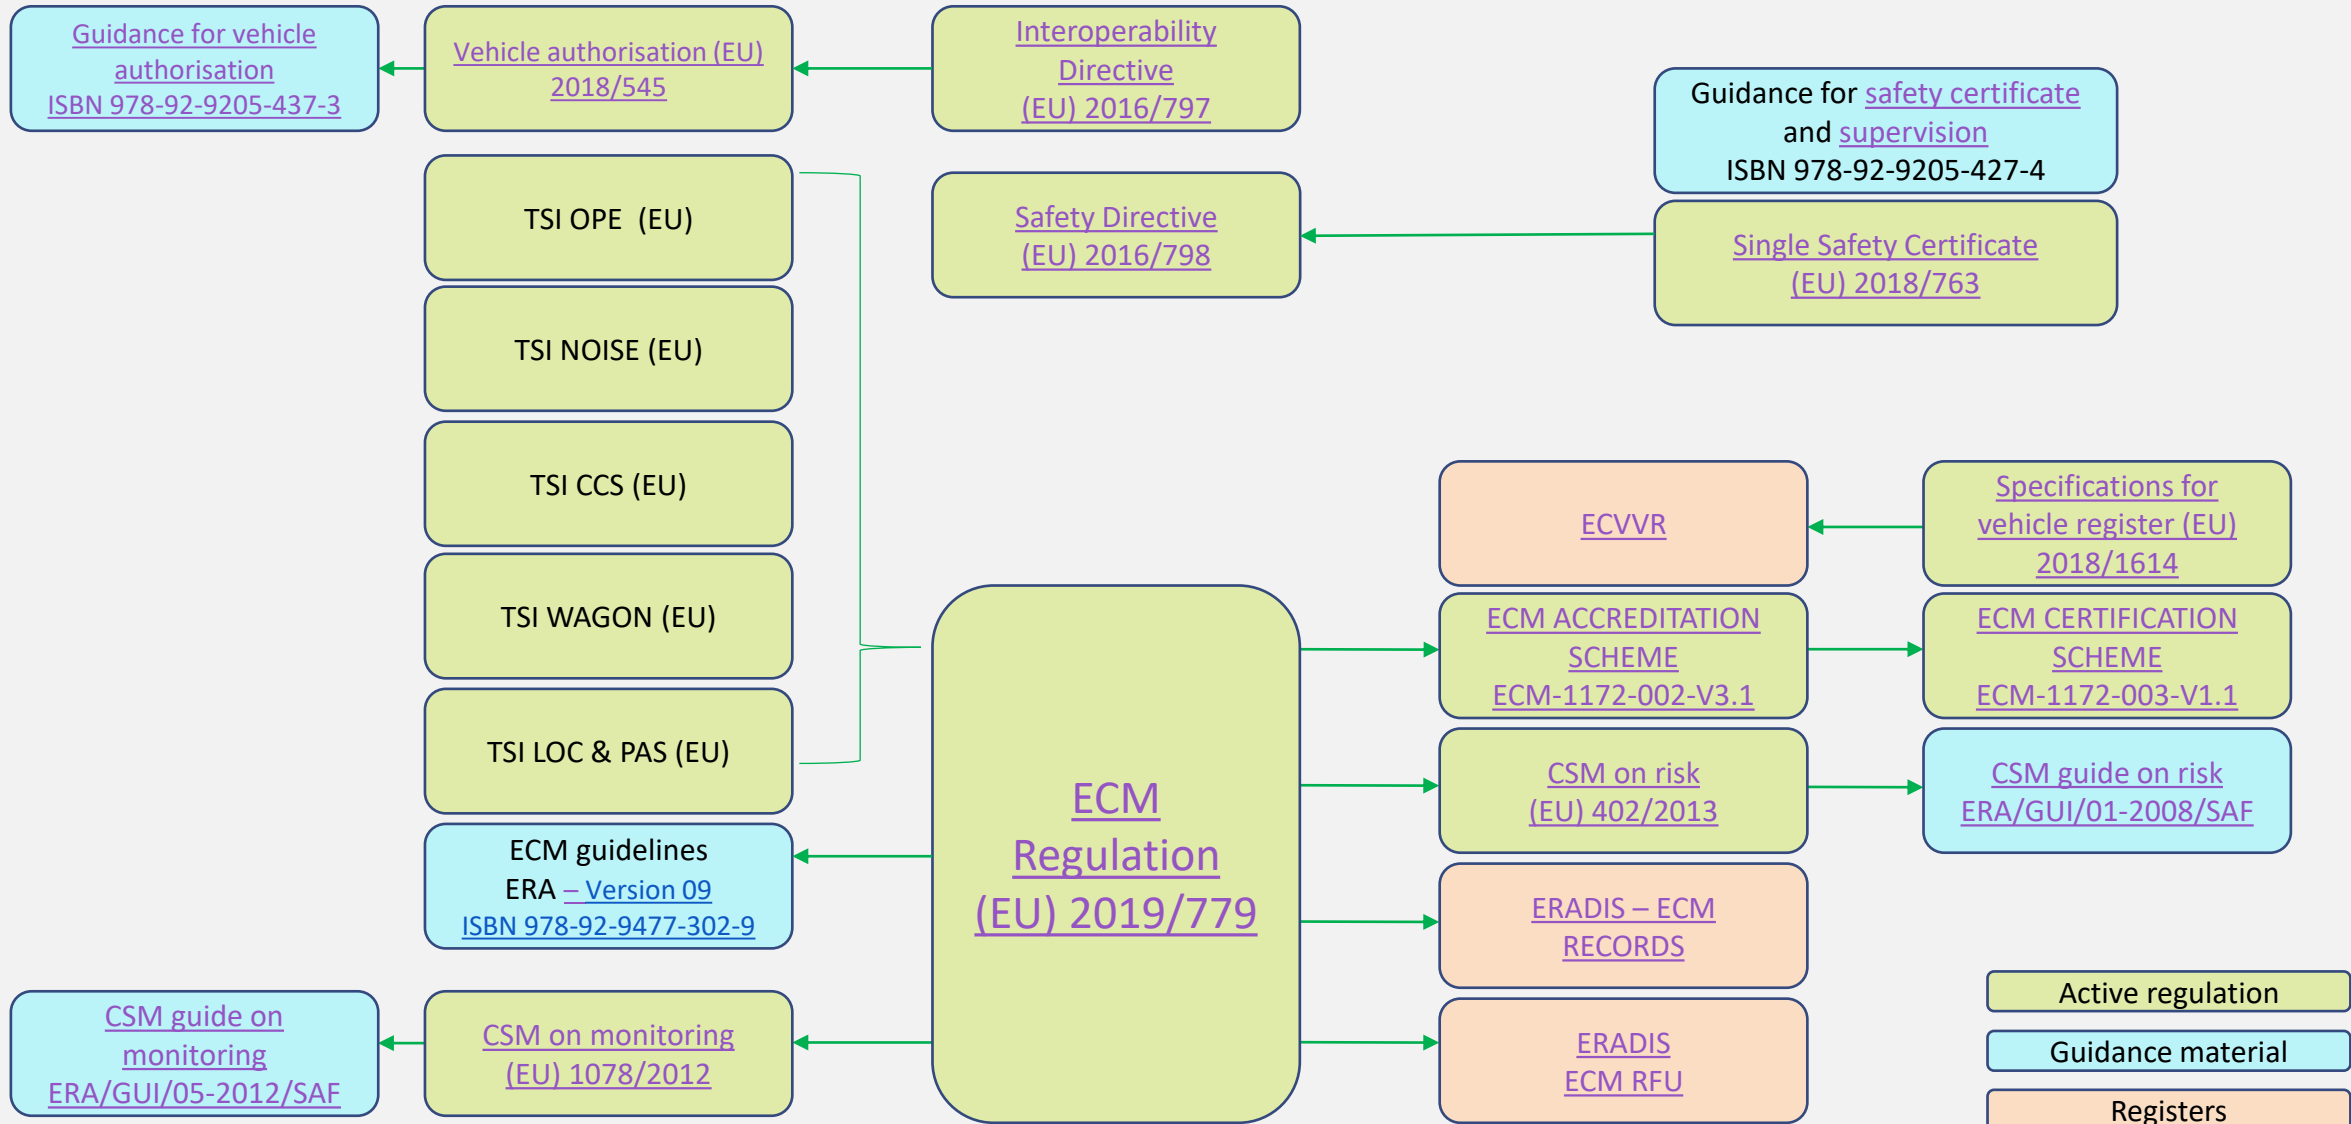 Guidance for vehicle
authorisation
ISBN 978-92-9205-437-3
Vehicle authorisation (EU)
2018/545
Interoperability
Directive
(EU) 2016/797
Guidance for safety certificate
and supervision
ISBN 978-92-9205-427-4
TSI OPE  (EU)
Safety Directive
(EU) 2016/798
Single Safety Certificate
(EU) 2018/763
TSI NOISE (EU)
TSI CCS (EU)
ECVVR
Specifications for
vehicle register (EU)
2018/1614
TSI WAGON (EU)
ECM ACCREDITATION
SCHEME
ECM-1172-002-V3.1
ECM CERTIFICATION
SCHEME
ECM-1172-003-V1.1
TSI LOC & PAS (EU)
ECM
Regulation
(EU) 2019/779
CSM on risk
(EU) 402/2013
CSM guide on risk
ERA/GUI/01-2008/SAF
ECM guidelines
ERA – Version 09
ISBN 978-92-9477-302-9
ERADIS – ECM
RECORDS
CSM guide on
monitoring
ERA/GUI/05-2012/SAF
CSM on monitoring
(EU) 1078/2012
ERADIS
ECM RFU
Active regulation
Guidance material
Registers